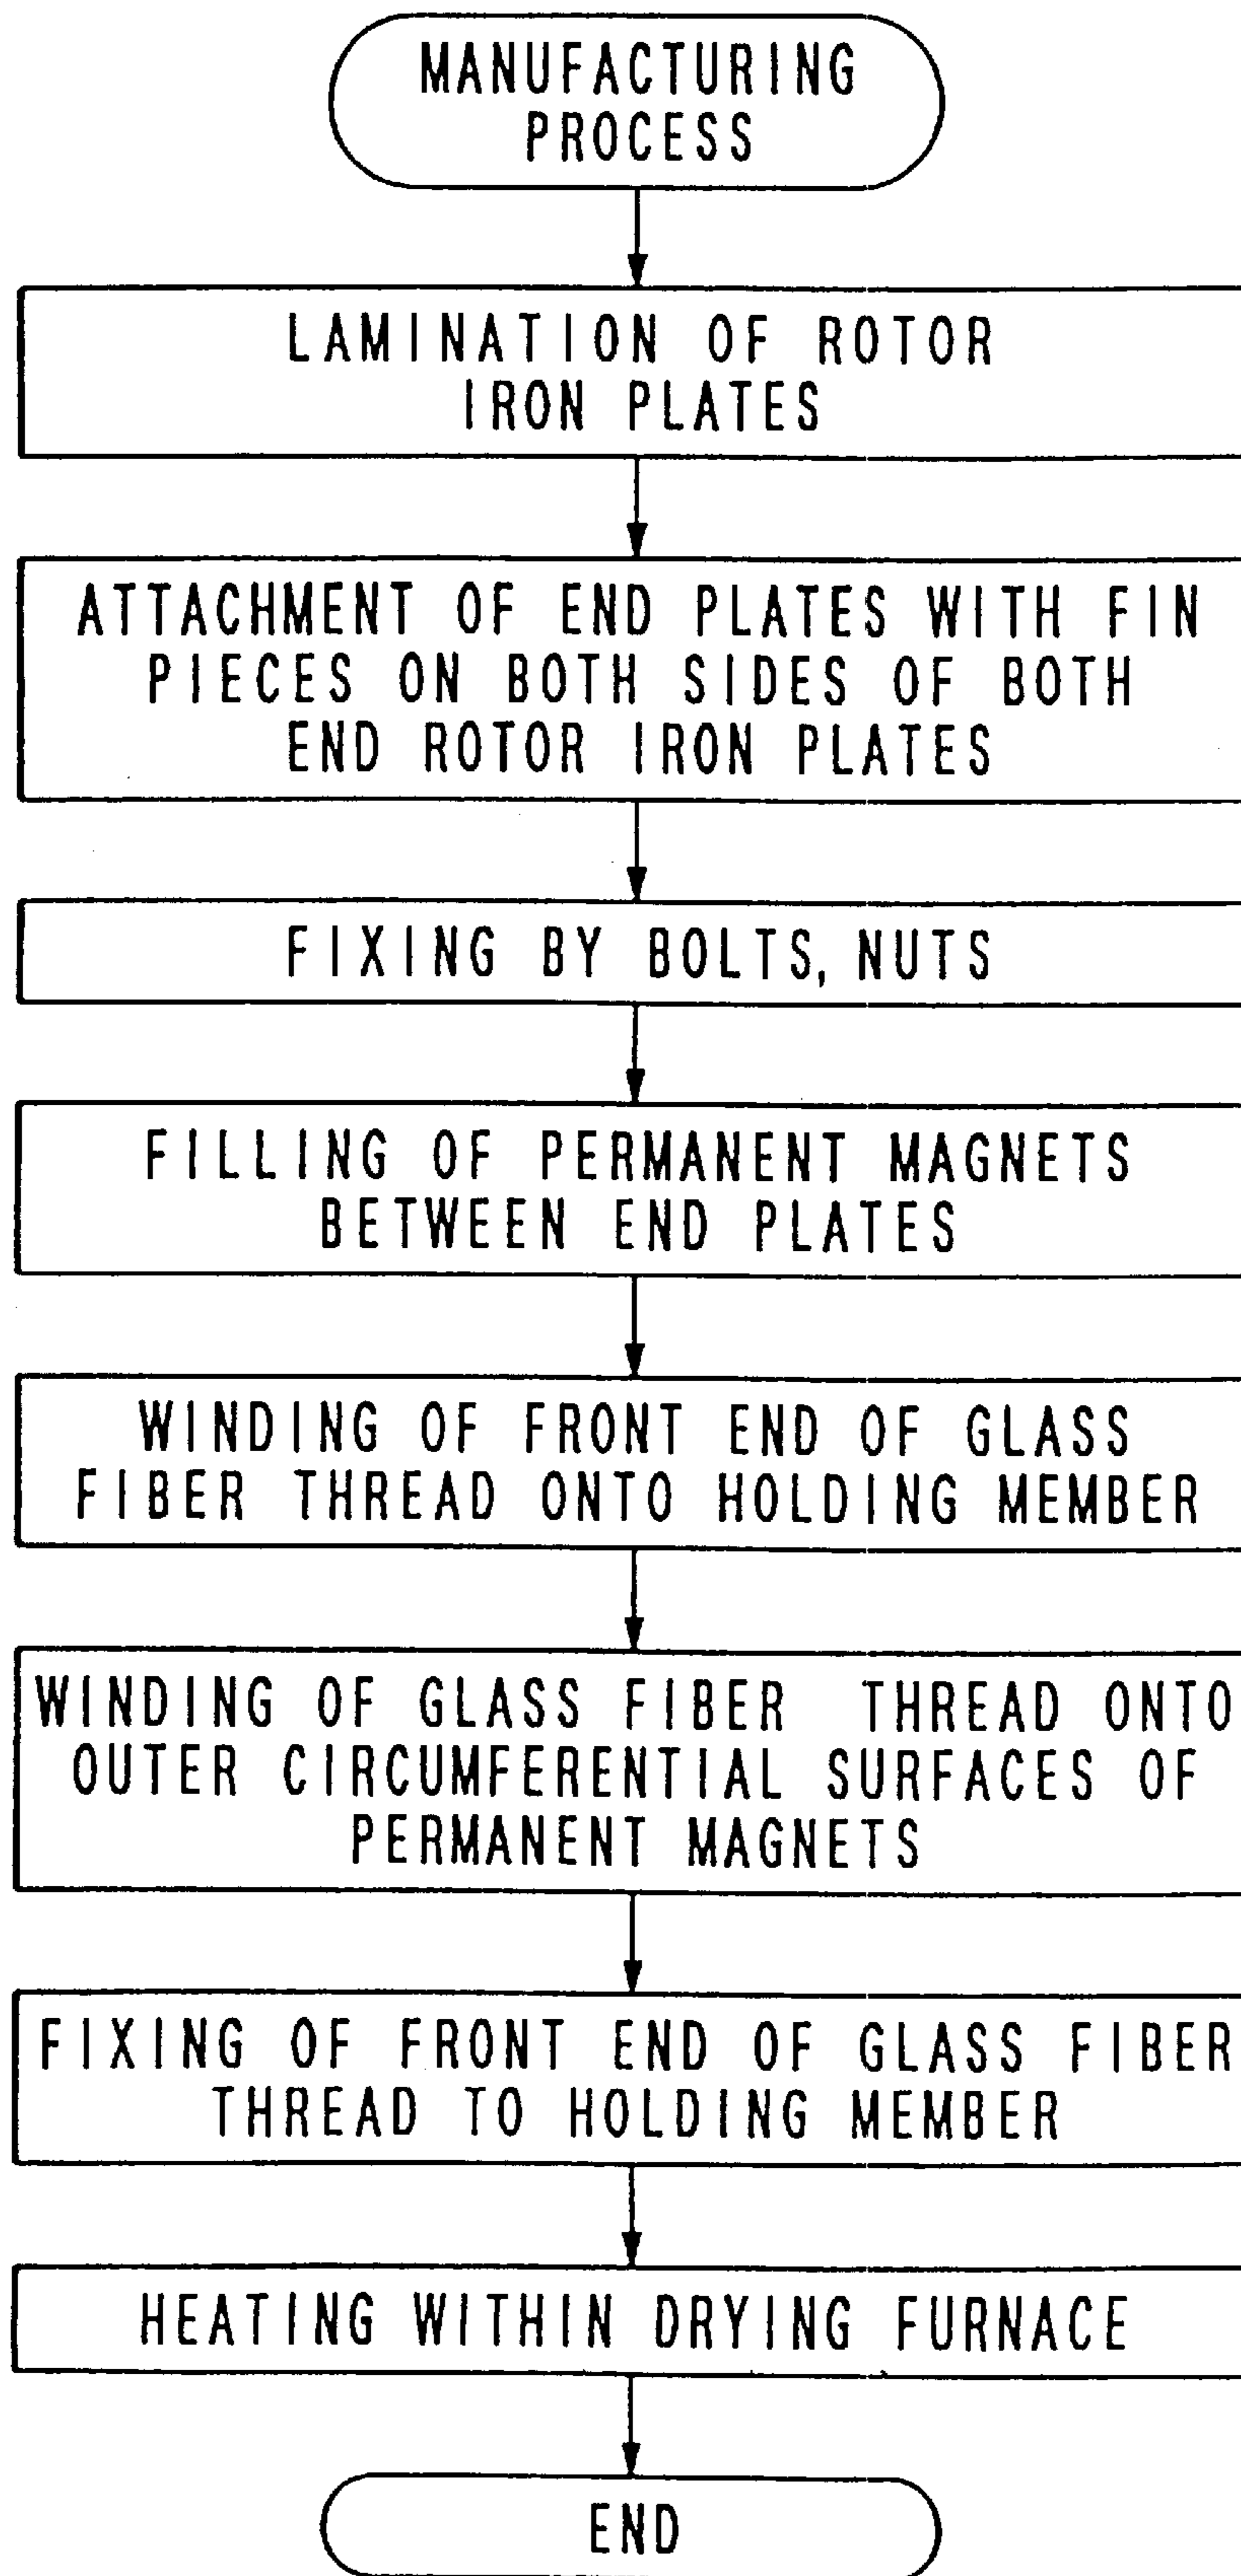 MANUFACTURING
PROCESS
LAMINATION OF ROTOR
IRON PLATES
ATTACHMENT OF END PLATES WITH FIN
PIECES ON BOTH SIDES OF BOTH
END ROTOR IRON PLATES
FIXING BY BOLTS, NUTS
FILLING OF PERMANENT MAGNETS
BETWEEN END PLATES
WINDING OF FRONT END OF GLASS
FIBER THREAD ONTO HOLDING MEMBER
WINDING OF GLASS FIBER THREAD ONTO
OUTER CIRCUMFERENTIAL SURFACES OF
PERMANENT MAGNETS
FIXING OF FRONT END OF GLASS FIBER
THREAD TO HOLDING MEMBER
HEATING WITHIN DRYING FURNACE
END